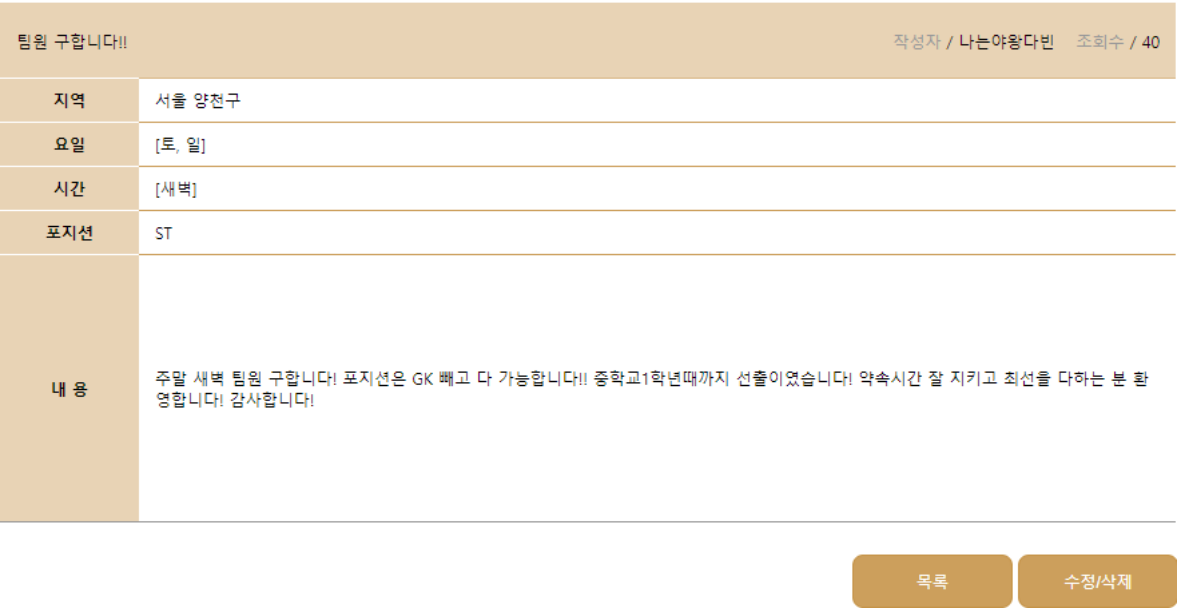 팀원 구합니다!! 작성자 / 나는야왕다빈 조회수 / 40
지역 서울 양천구
요일 [토, 일]
시간 [새벽]
포지션 ST
내 용 주말 새벽 팀원 구합니다! 포지션은 GK 빼고 다 가능합니다!! 중학교1학년때까지 선출이였습니다! 약속시간 잘 지키고 최선을 다하는 분 환
영합니다! 감사합니다!
목록 수정/삭제